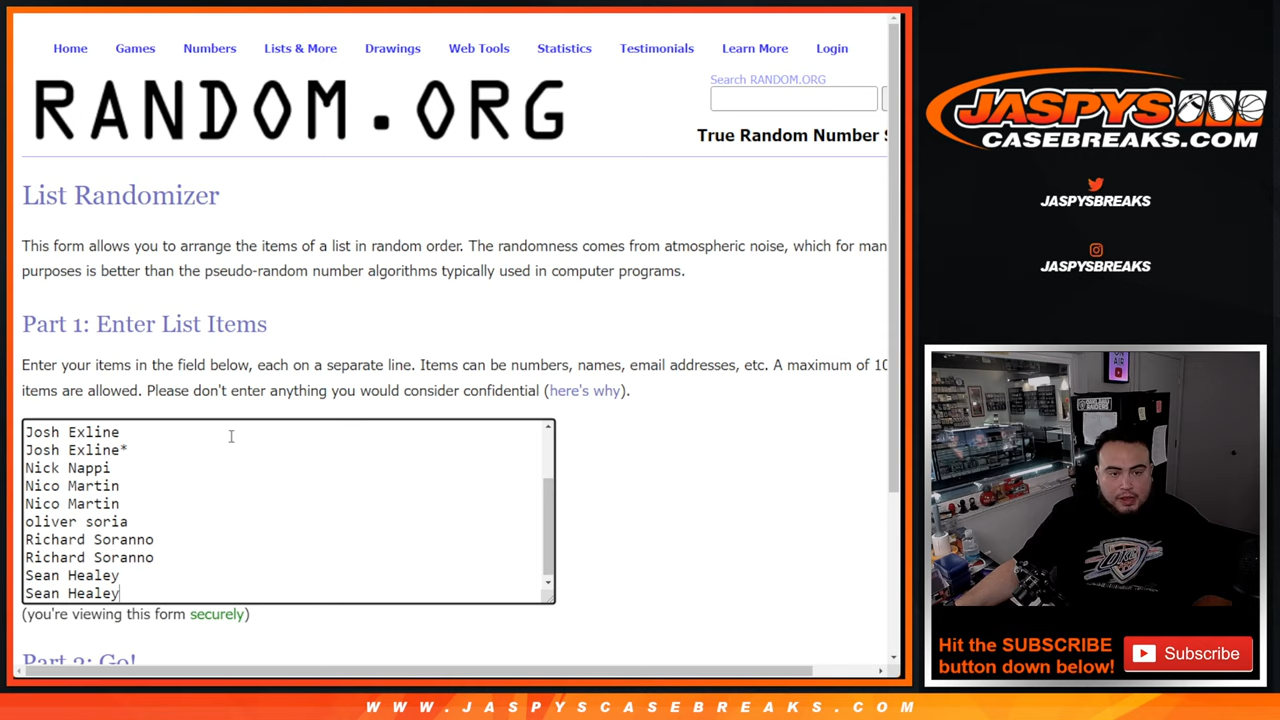 Home Games Numbers Lists & More Drawings Web Tools Statistics Testimonials Learn More Login
Search RANDOM.ORG
RANDOM.ORG
True Random Number S
List Randomizer
This form allows you to arrange the items of a list in random order. The randomness comes from atmospheric noise, which for man
purposes is better than the pseudo-random number algorithms typically used in computer programs.
Part 1: Enter List Items
Enter your items in the field below, each on a separate line. Items can be numbers, names, email addresses, etc. A maximum of 10
items are allowed. Please don't enter anything you would consider confidential (here's why).
Josh Exline
Josh Exline*
Nick Nappi
Nico Martin
Nico Martin
oliver soria
Richard Soranno
Richard Soranno
Sean Healey
Sean Healey
(you're viewing this form securely)
Part 2: Go!
JASPYS
CASEBREAKS.COM
JASPYSBREAKS
JASPYSBREAKS
Hit the SUBSCRIBE
button down below!
Subscribe
WWW.JASPYSCASEBREAKS.COM